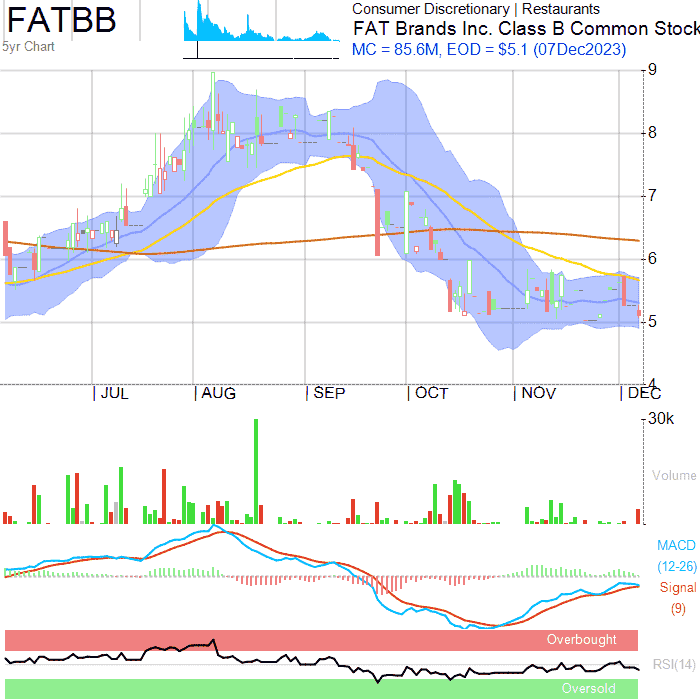 FATBB
5yr Chart
Consumer Discretionary | Restaurants
FAT Brands Inc. Class B Common Stock
MC = 85.6M, EOD = $5.1 (07Dec2023)
9
8
7
6
5
4
JUL AUG SEP OCT NOV DEC
30k
Volume
MACD
(12-26)
Signal
(9)
Overbought
RSI(14)
Oversold